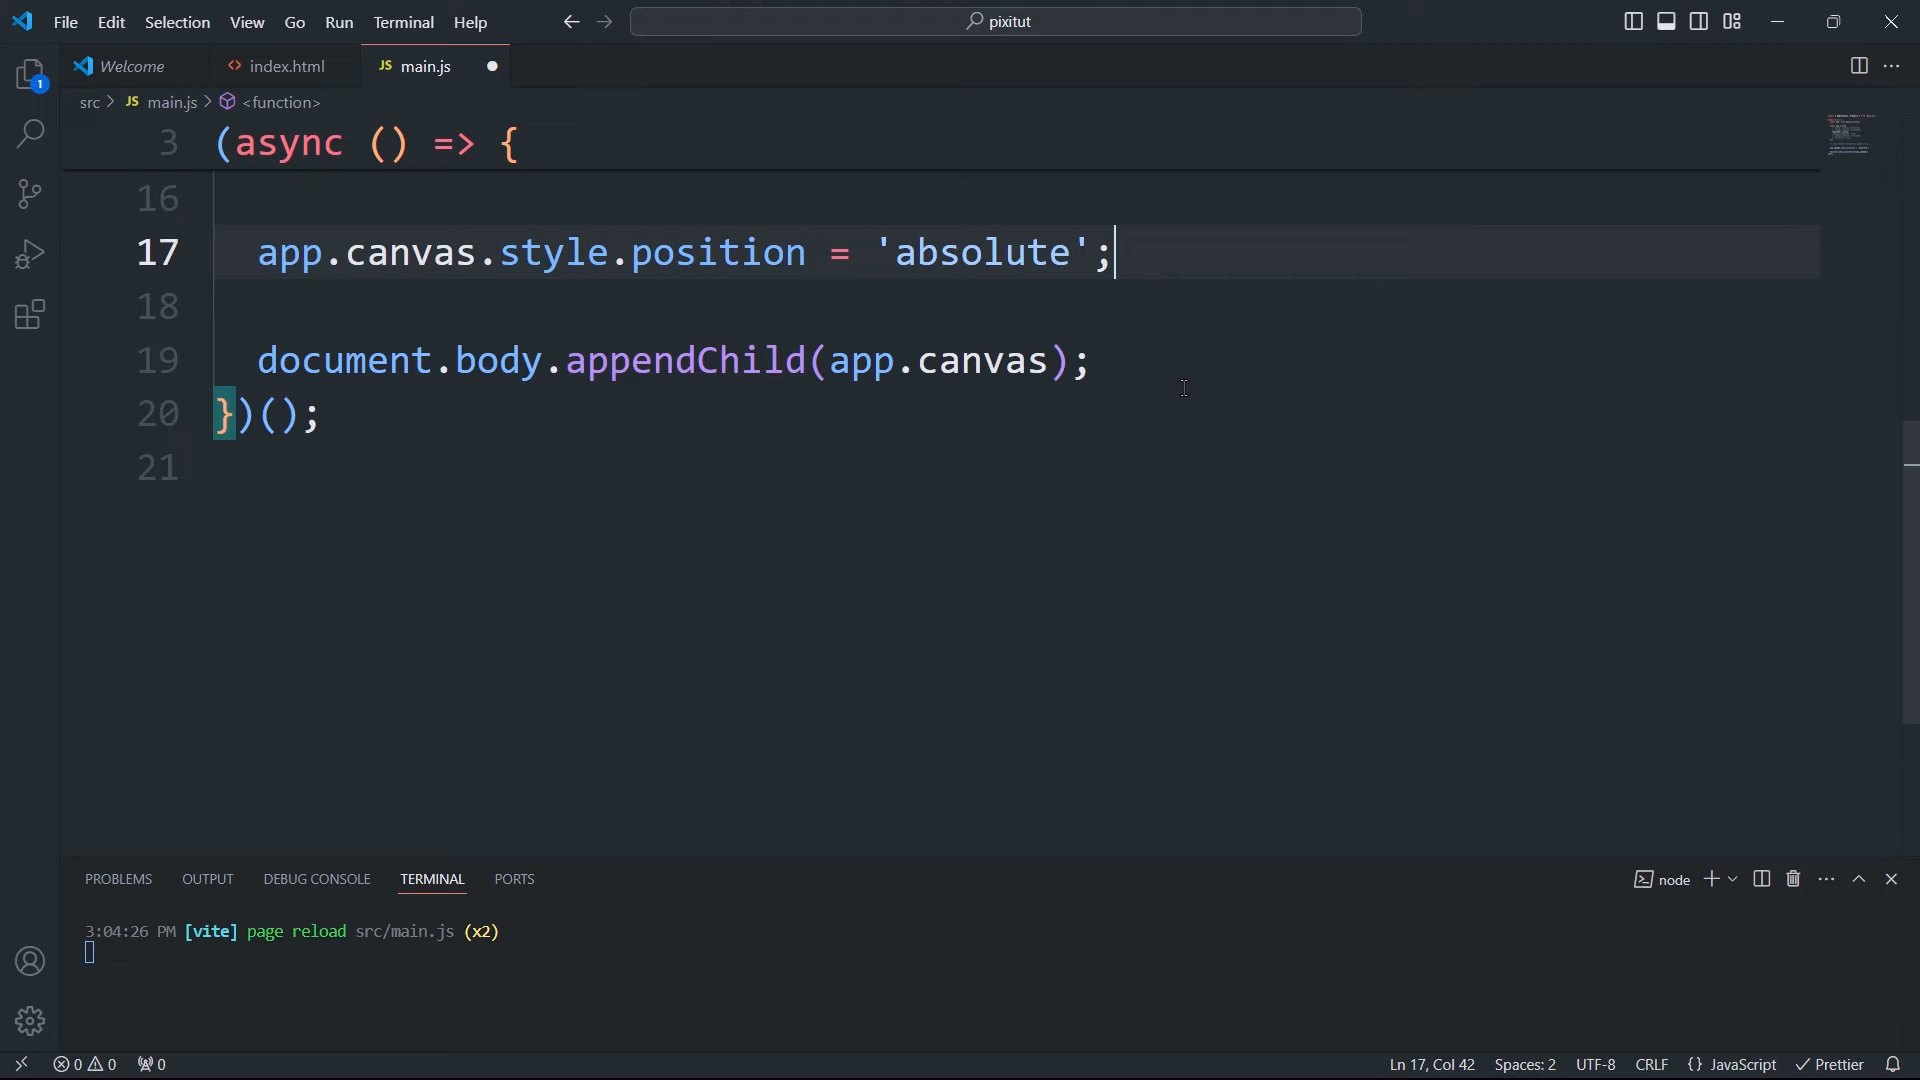 File Edit Selection View Go Run Terminal Help
pixitut
Welcome
index.html
JS main.js
1
src > JS main.js > <function>
3 (async () => {
16
17 app.canvas.style.position = 'absolute';
18
19 document.body.appendChild(app.canvas);
20 })();
21
PROBLEMS OUTPUT DEBUG CONSOLE TERMINAL PORTS
node
3:04:26 PM [vite] page reload src/main.js (x2)
0 0 0
Ln 17, Col 42 Spaces: 2 UTF-8 CRLF {} JavaScript Prettier